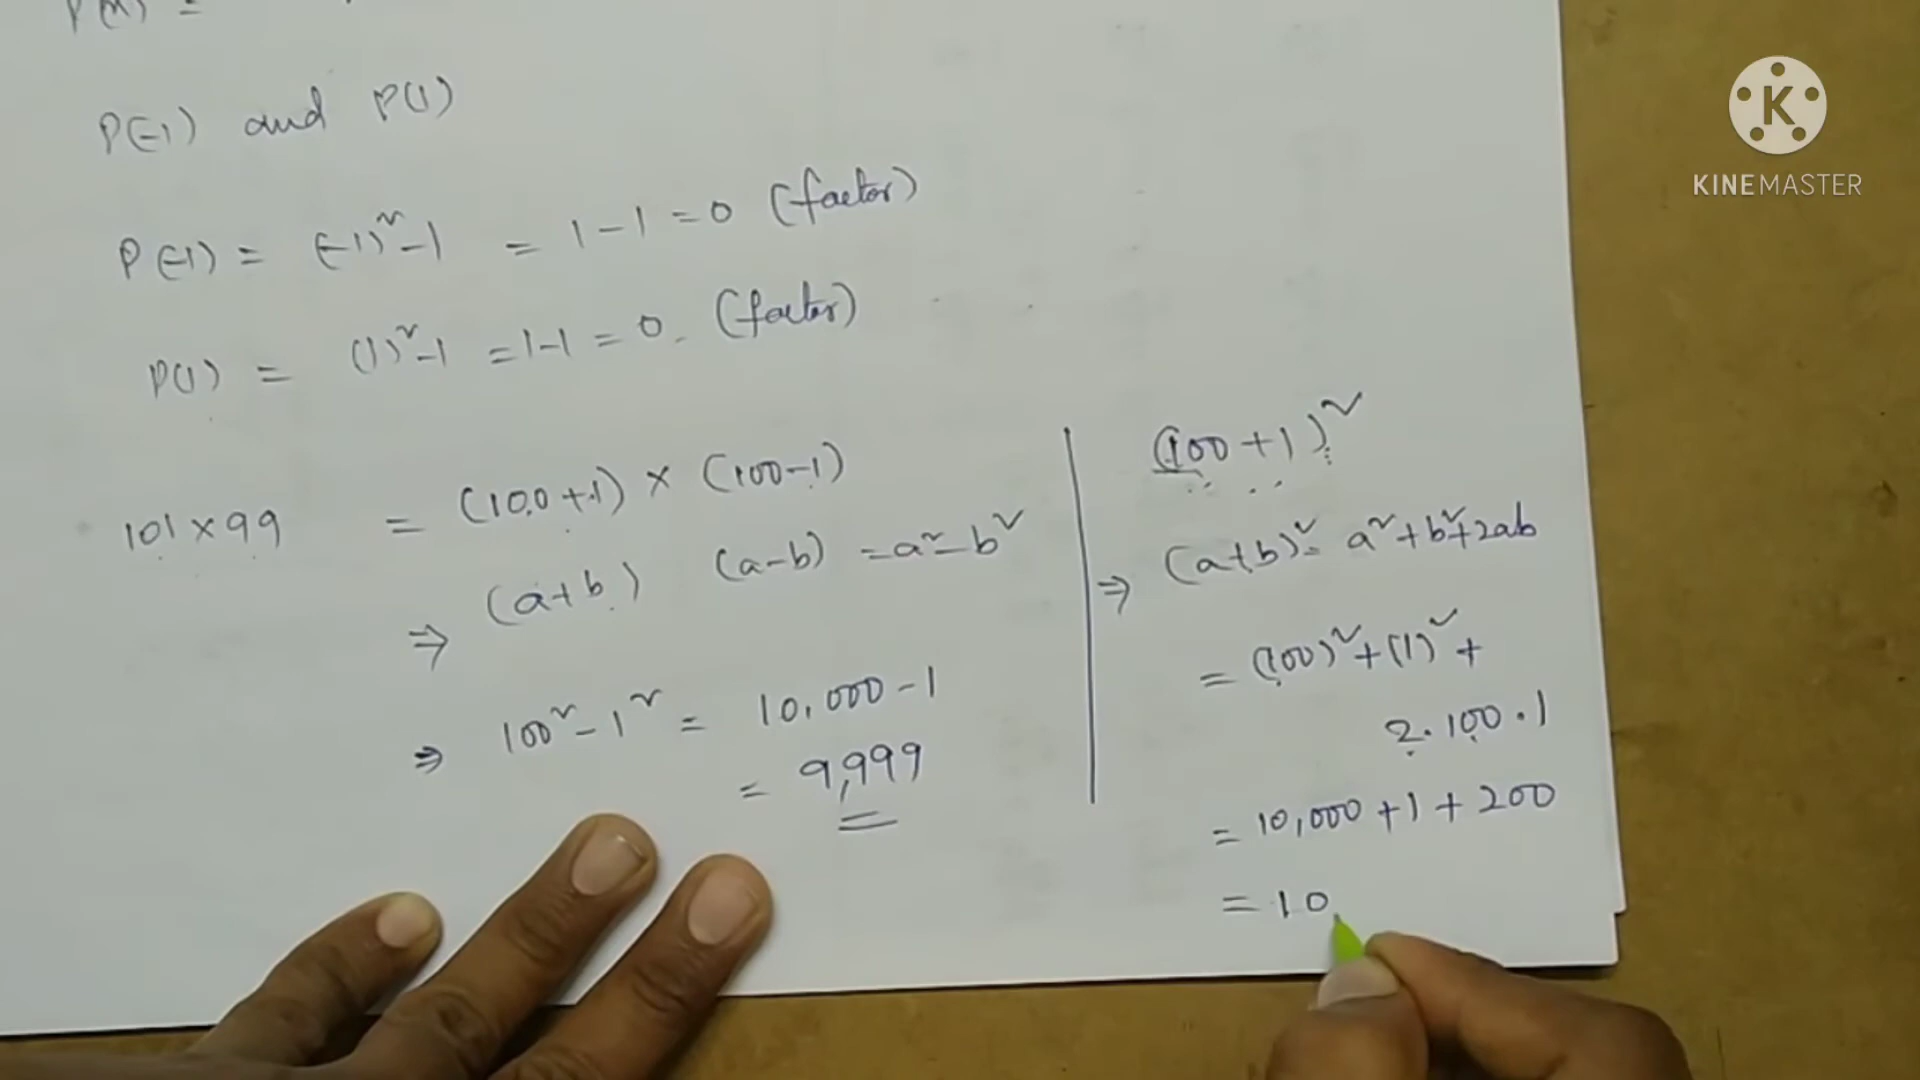 P(x) =
P(-1) and P(1)
P(-1) = (-1)² - 1 = 1 - 1 = 0 (factor)
P(1) = (1)² - 1 = 1 - 1 = 0. (factor)
101 × 99 = (100 + 1) × (100 - 1)
⇒ (a + b) (a - b) = a² - b²
⇒ 100² - 1² = 10,000 - 1
= 9,999
(100 + 1)²
⇒ (a + b)² = a² + b² + 2ab
= (100)² + (1)² +
2 . 100 . 1
= 10,000 + 1 + 200
= 10,
K
KINEMASTER